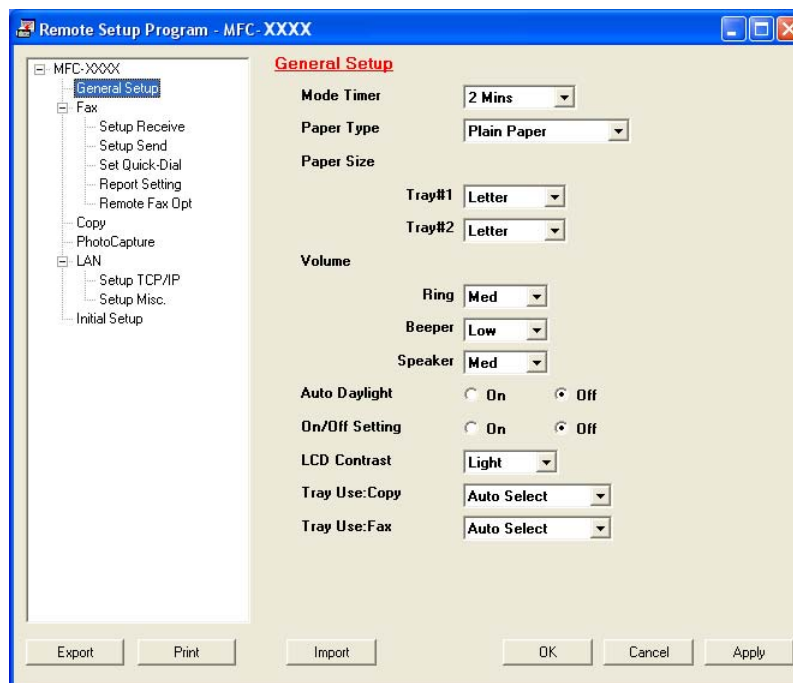 Remote Setup Program - MFC-XXXX
MFC-XXXX
General Setup
Fax
Setup Receive
Setup Send
Set Quick-Dial
Report Setting
Remote Fax Opt
Copy
PhotoCapture
LAN
Setup TCP/IP
Setup Misc.
Initial Setup
General Setup
Mode Timer 2 Mins
Paper Type Plain Paper
Paper Size
Tray#1 Letter
Tray#2 Letter
Volume
Ring Med
Beeper Low
Speaker Med
Auto Daylight On Off
On/Off Setting On Off
LCD Contrast Light
Tray Use:Copy Auto Select
Tray Use:Fax Auto Select
Export Print Import OK Cancel Apply